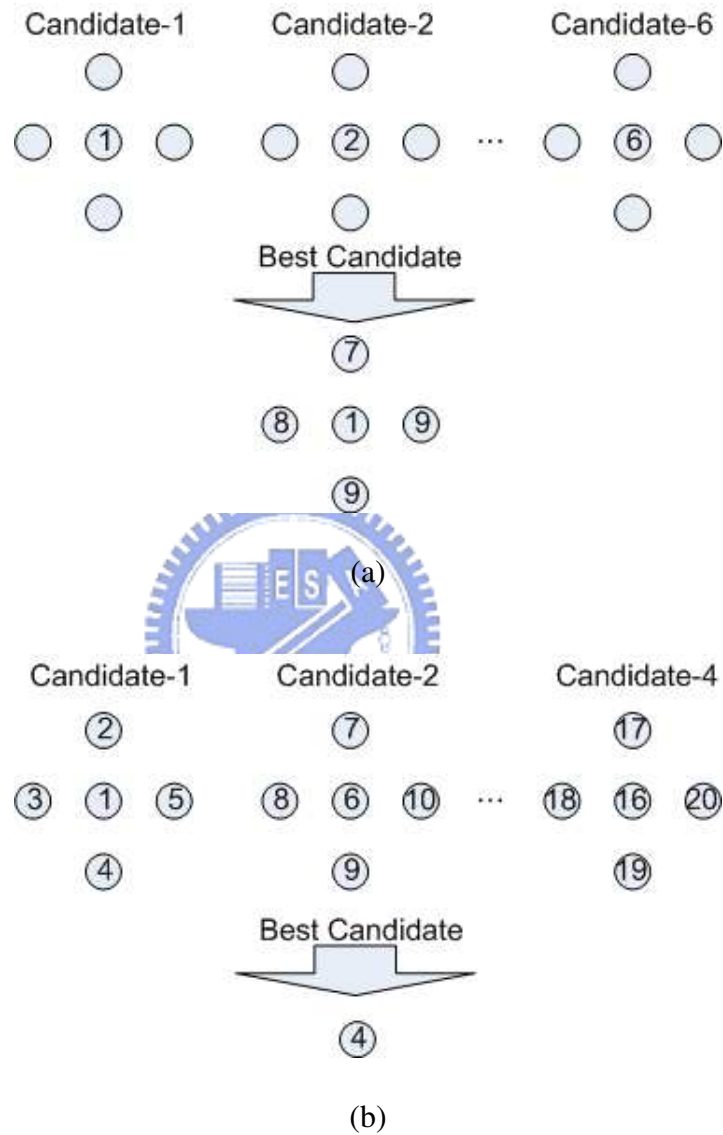 Candidate-1 Candidate-2 Candidate-6
1 2 ... 6
Best Candidate
7
8 1 9
9
ES
(a)
Candidate-1 Candidate-2 Candidate-4
2 7 17
3 1 5 8 6 10 ... 18 16 20
4 9 19
Best Candidate
4
(b)